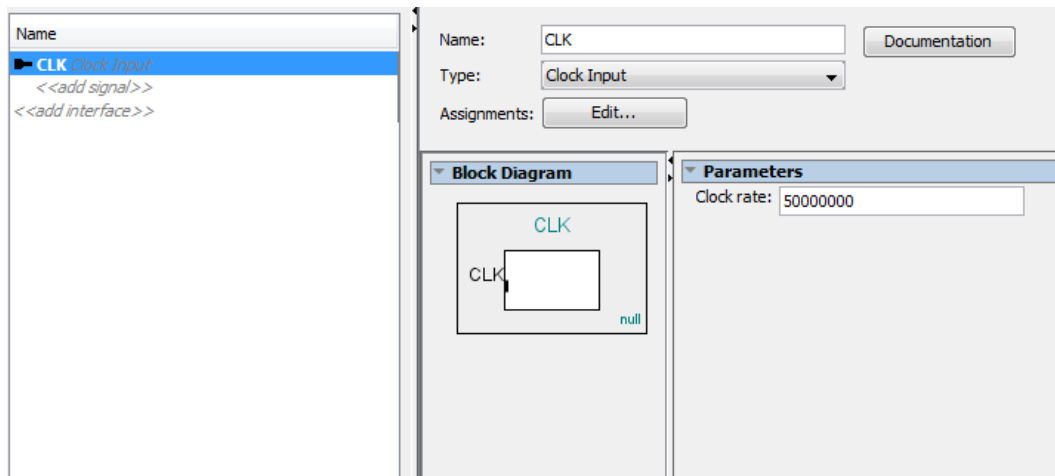 Name
CLK Clock Input
<<add signal>>
<<add interface>>
Name: CLK Documentation
Type: Clock Input
Assignments: Edit...
Block Diagram
CLK
CLK
null
Parameters
Clock rate: 50000000